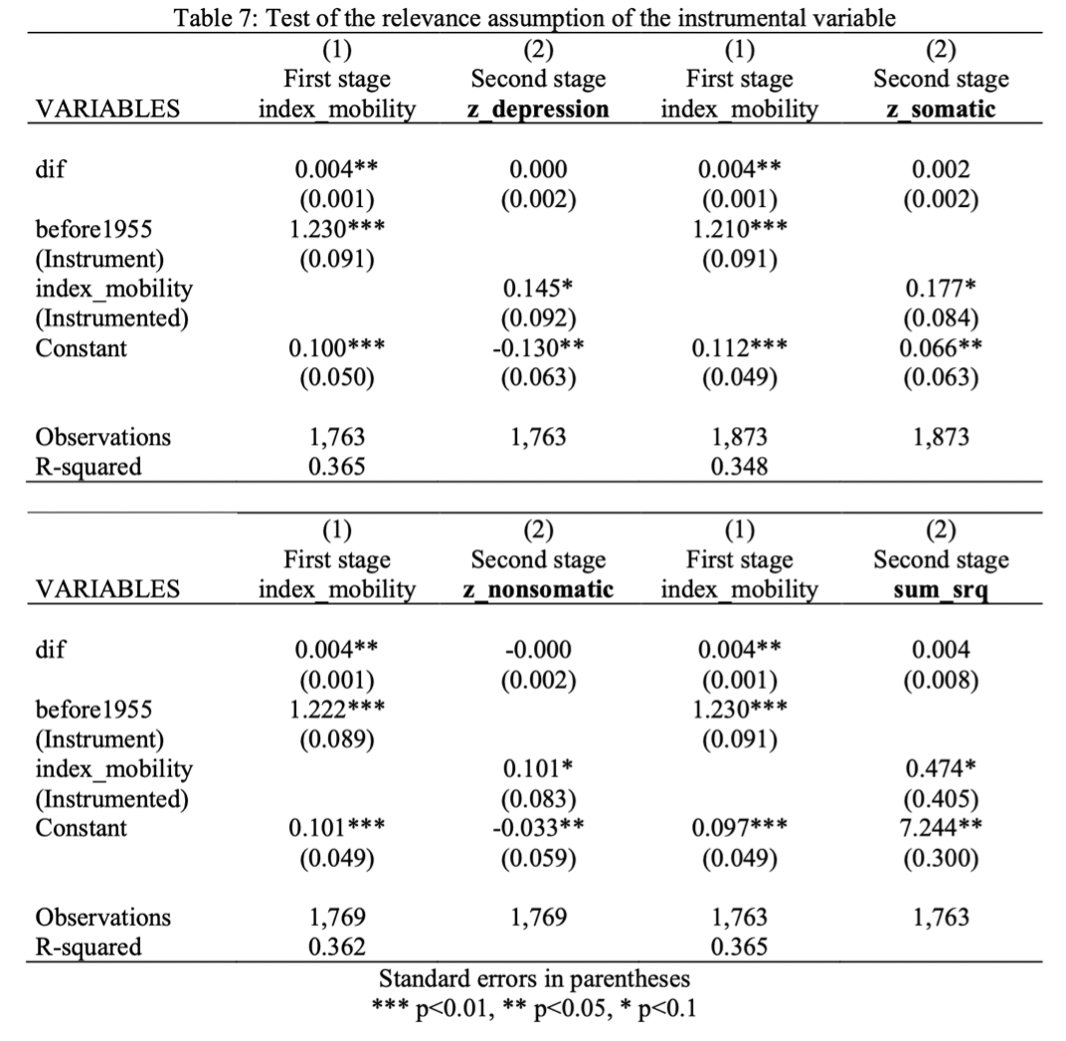 Table 7: Test of the relevance assumption of the instrumental variable
(1) (2) (1) (2)
First stage Second stage First stage Second stage
VARIABLES index_mobility z_depression index_mobility z_somatic
dif 0.004** 0.000 0.004** 0.002
(0.001) (0.002) (0.001) (0.002)
before1955 1.230*** 1.210***
(Instrument) (0.091) (0.091)
index_mobility 0.145* 0.177*
(Instrumented) (0.092) (0.084)
Constant 0.100*** -0.130** 0.112*** 0.066**
(0.050) (0.063) (0.049) (0.063)
Observations 1,763 1,763 1,873 1,873
R-squared 0.365 0.348
(1) (2) (1) (2)
First stage Second stage First stage Second stage
VARIABLES index_mobility z_nonsomatic index_mobility sum_srq
dif 0.004** -0.000 0.004** 0.004
(0.001) (0.002) (0.001) (0.008)
before1955 1.222*** 1.230***
(Instrument) (0.089) (0.091)
index_mobility 0.101* 0.474*
(Instrumented) (0.083) (0.405)
Constant 0.101*** -0.033** 0.097*** 7.244**
(0.049) (0.059) (0.049) (0.300)
Observations 1,769 1,769 1,763 1,763
R-squared 0.362 0.365
Standard errors in parentheses
*** p<0.01, ** p<0.05, * p<0.1